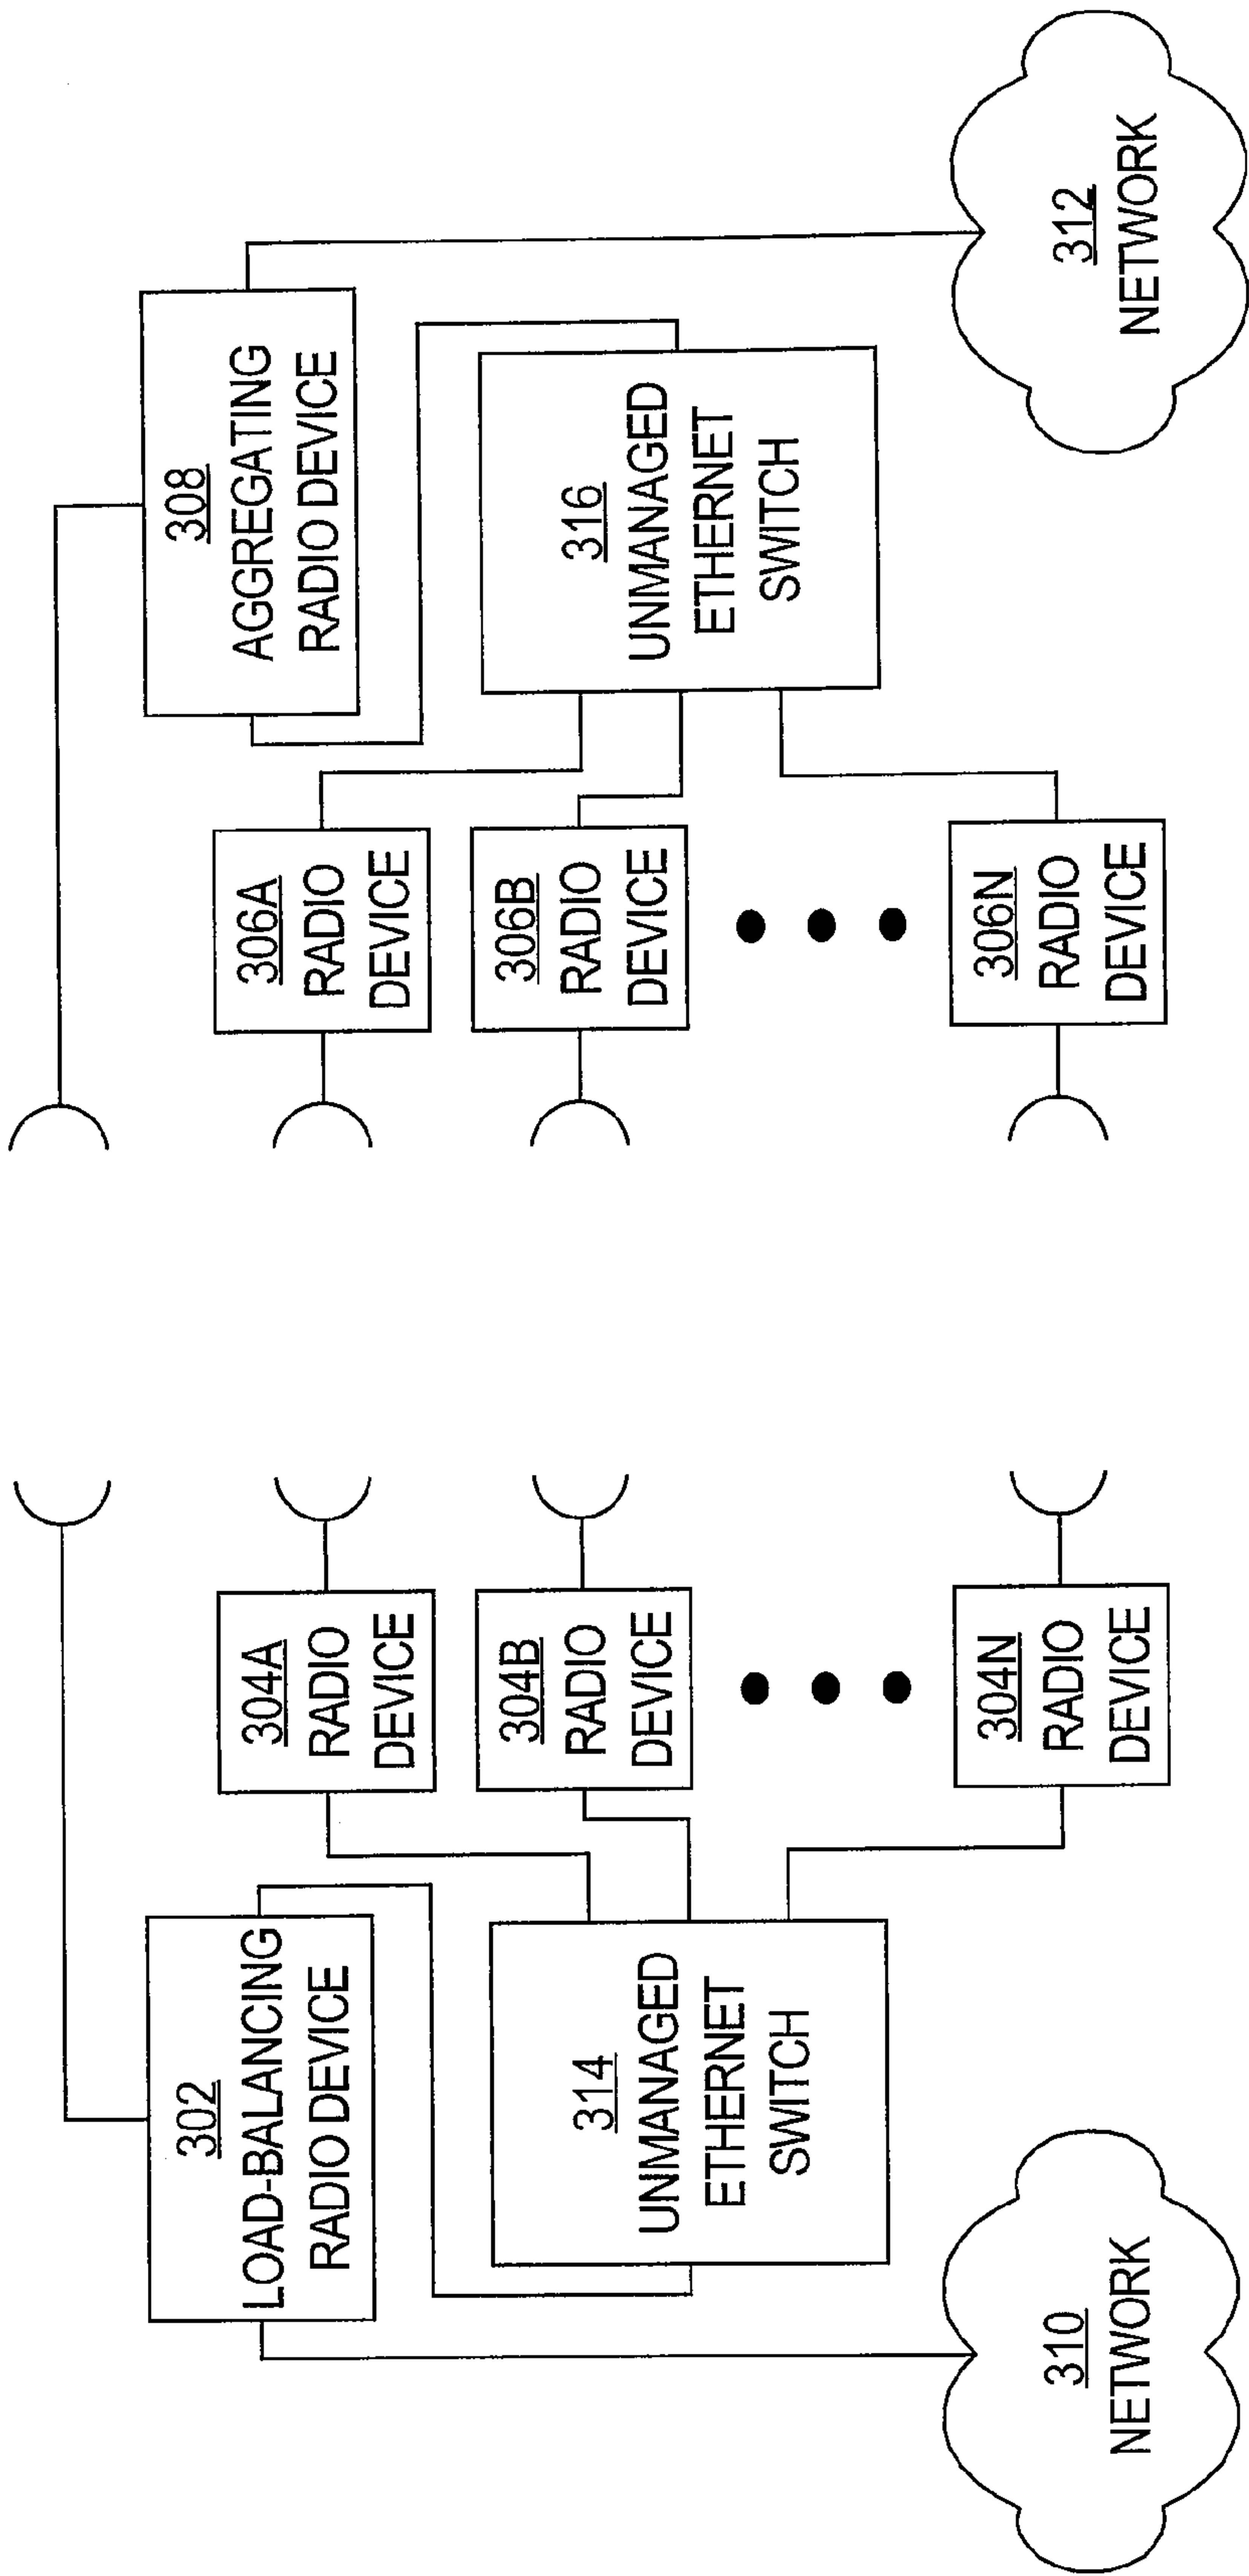 302
LOAD-BALANCING
RADIO DEVICE
304A
RADIO
DEVICE
304B
RADIO
DEVICE
304N
RADIO
DEVICE
314
UNMANAGED
ETHERNET
SWITCH
310
NETWORK
308
AGGREGATING
RADIO DEVICE
306A
RADIO
DEVICE
306B
RADIO
DEVICE
306N
RADIO
DEVICE
316
UNMANAGED
ETHERNET
SWITCH
312
NETWORK